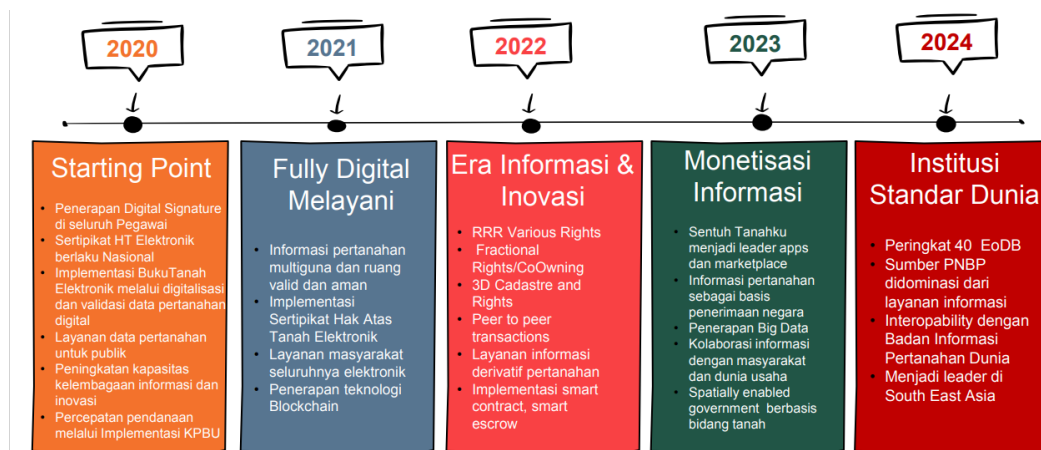 2020
2021
2022
2023
2024
Starting Point
• Penerapan Digital Signature
di seluruh Pegawai
• Sertipikat HT Elektronik
berlaku Nasional
• Implementasi BukuTanah
Elektronik melalui digitalisasi
dan validasi data pertanahan
digital
• Layanan data pertanahan
untuk publik
• Peningkatan kapasitas
kelembagaan informasi dan
inovasi
• Percepatan pendanaan
melalui Implementasi KPBU
Fully Digital
Melayani
• Informasi pertanahan
multiguna dan ruang
valid dan aman
• Implementasi
Sertipikat Hak Atas
Tanah Elektronik
• Layanan masyarakat
seluruhnya elektronik
• Penerapan teknologi
Blockchain
Era Informasi &
Inovasi
• RRR Various Rights
• Fractional
Rights/CoOwning
• 3D Cadastre and
Rights
• Peer to peer
transactions
• Layanan informasi
derivatif pertanahan
• Implementasi smart
contract, smart
escrow
Monetisasi
Informasi
• Sentuh Tanahku
menjadi leader apps
dan marketplace
• Informasi pertanahan
sebagai basis
penerimaan negara
• Penerapan Big Data
• Kolaborasi informasi
dengan masyarakat
dan dunia usaha
• Spatially enabled
government berbasis
bidang tanah
Institusi
Standar Dunia
• Peringkat 40 EoDB
• Sumber PNBP
didominasi dari
layanan informasi
• Interopability dengan
Badan Informasi
Pertanahan Dunia
• Menjadi leader di
South East Asia